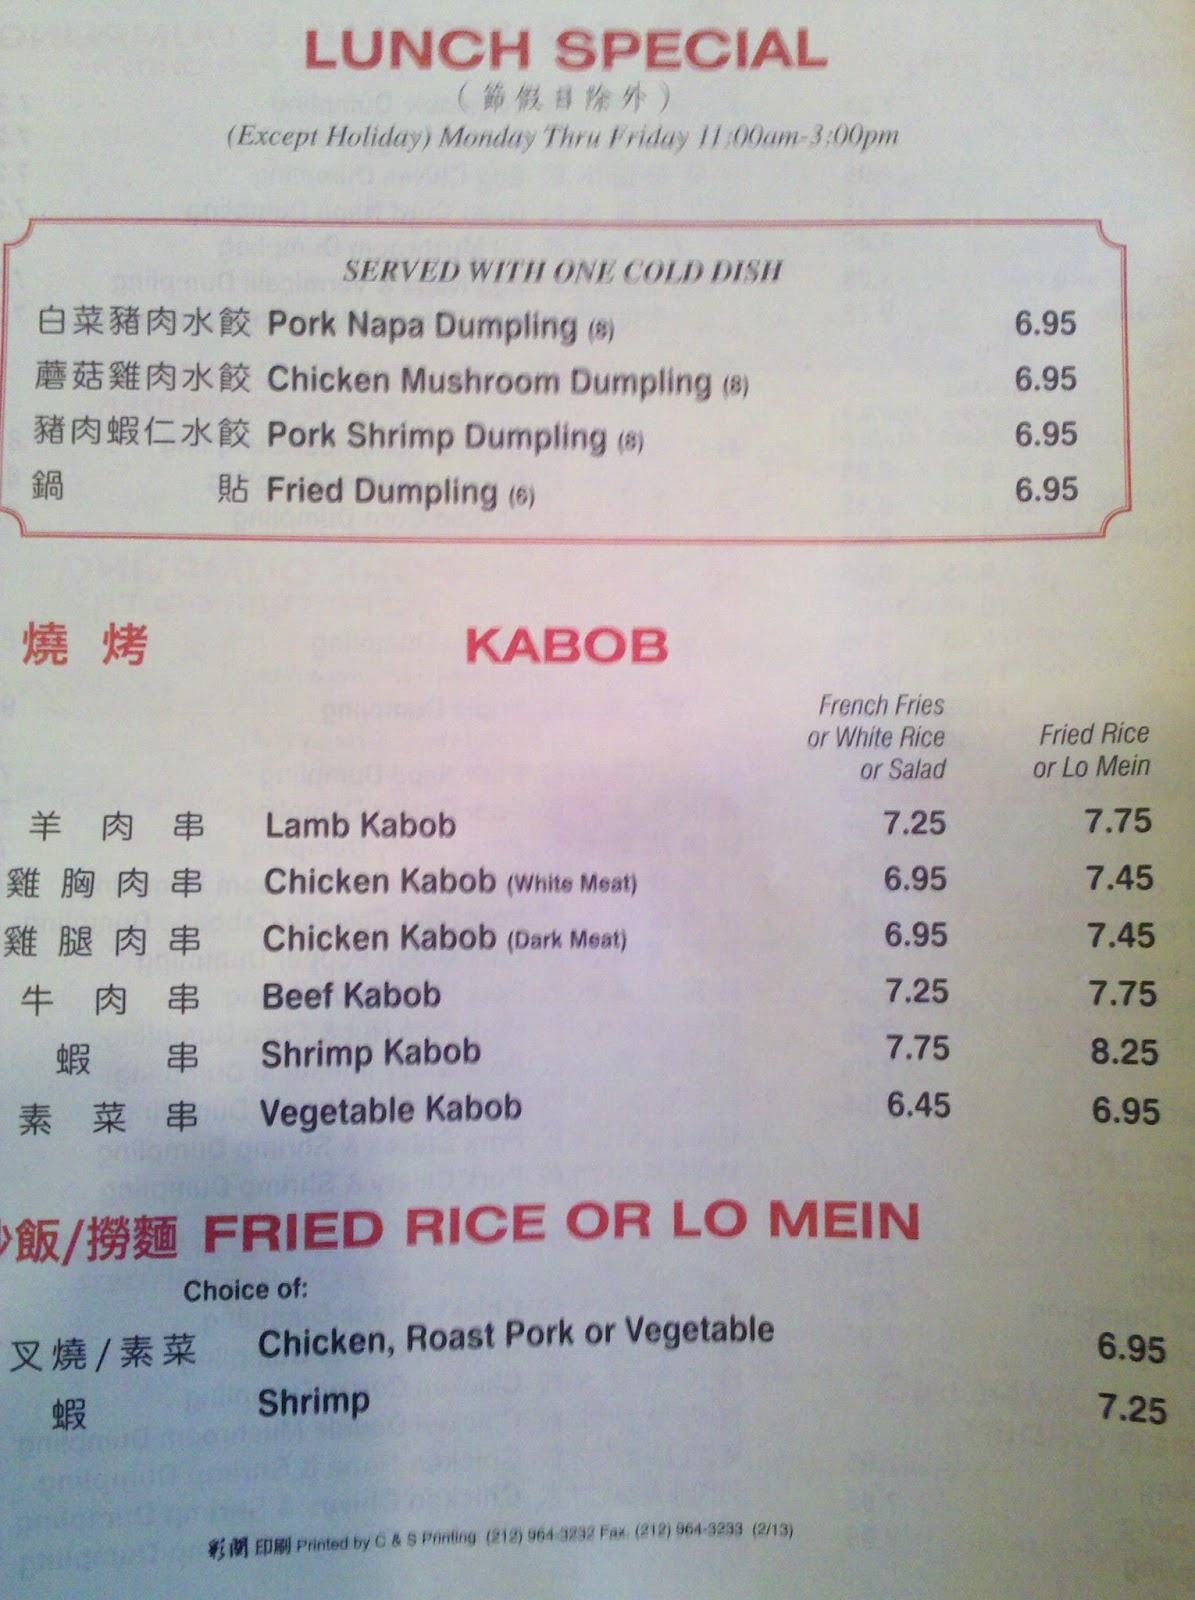 LUNCH SPECIAL
（節假日除外）
(Except Holiday) Monday Thru Friday 11:00am-3:00pm
SERVED WITH ONE COLD DISH
白菜豬肉水餃 Pork Napa Dumpling (8) 6.95
蘑菇雞肉水餃 Chicken Mushroom Dumpling (8) 6.95
豬肉蝦仁水餃 Pork Shrimp Dumpling (8) 6.95
鍋貼 Fried Dumpling (6) 6.95
燒烤 KABOB
French Fries
or White Rice Fried Rice
or Salad or Lo Mein
羊肉串 Lamb Kabob 7.25 7.75
雞胸肉串 Chicken Kabob (White Meat) 6.95 7.45
雞腿肉串 Chicken Kabob (Dark Meat) 6.95 7.45
牛肉串 Beef Kabob 7.25 7.75
蝦串 Shrimp Kabob 7.75 8.25
素菜串 Vegetable Kabob 6.45 6.95
炒飯/撈麵 FRIED RICE OR LO MEIN
Choice of:
叉燒/素菜 Chicken, Roast Pork or Vegetable 6.95
蝦 Shrimp 7.25
印刷 Printed by C & S Printing (212) 964-3232 Fax. (212) 964-3233 (2/13)